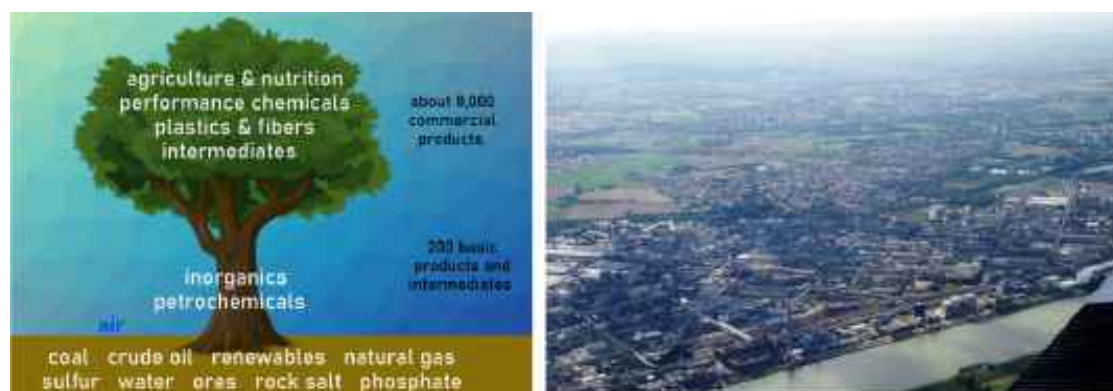 agriculture & nutrition
performance chemicals
plastics & fibers
intermediates
about 8,000
commercial
products
inorganics
petrochemicals
200 basic
products and
intermediates
air
coal crude oil renewables natural gas
sulfur water ores rock salt phosphate